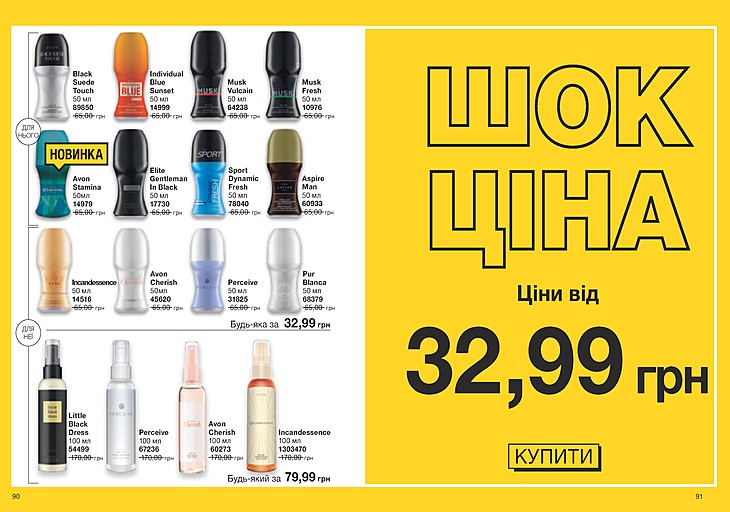 Black
Suede
Touch
50 мл
89850
65,00 грн
Individual
Blue
Sunset
50 мл
14999
65,00 грн
Musk
Vulcain
50 мл
64238
65,00 грн
Musk
Fresh
50 мл
10976
65,00 грн
ДЛЯ
НЬОГО
НОВИНКА
Avon
Stamina
50мл
14979
65,00 грн
Elite
Gentleman
In Black
50 мл
17730
65,00 грн
Sport
Dynamic
Fresh
50 мл
78040
65,00 грн
Aspire
Man
50 мл
60933
65,00 грн
Incandessence
50 мл
14516
65,00 грн
Avon
Cherish
50мл
45620
65,00 грн
Perceive
50 мл
31825
65,00 грн
Pur
Blanca
50 мл
68379
65,00 грн
Будь-яка за 32,99 грн
ДЛЯ
НЕЇ
Little
Black
Dress
100 мл
54499
170,00 грн
Perceive
100 мл
67236
170,00 грн
Avon
Cherish
100 мл
60273
170,00 грн
Incandessence
100 мл
1303470
170,00 грн
Будь-який за 79,99 грн
90
ШОК
ЦІНА
Ціни від
32,99 грн
КУПИТИ
91
BLUE
MUSK
MUSK
SPORT
FRESH
PERCEIVE
Cherish